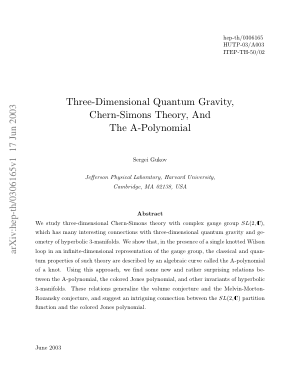 hep-th/0306165
HUTP-03/A003
ITEP-TH-50/02
Three-Dimensional Quantum Gravity,
Chern-Simons Theory, And
The A-Polynomial
Sergei Gukov
Jefferson Physical Laboratory, Harvard University,
Cambridge, MA 02138, USA
Abstract
We study three-dimensional Chern-Simons theory with complex gauge group SL(2,C),
which has many interesting connections with three-dimensional quantum gravity and ge-
ometry of hyperbolic 3-manifolds. We show that, in the presence of a single knotted Wilson
loop in an infinite-dimensional representation of the gauge group, the classical and quan-
tum properties of such theory are described by an algebraic curve called the A-polynomial
of a knot. Using this approach, we find some new and rather surprising relations be-
tween the A-polynomial, the colored Jones polynomial, and other invariants of hyperbolic
3-manifolds. These relations generalize the volume conjecture and the Melvin-Morton-
Rozansky conjecture, and suggest an intriguing connection between the SL(2,C) partition
function and the colored Jones polynomial.
June 2003
arXiv:hep-th/0306165v1 17 Jun 2003